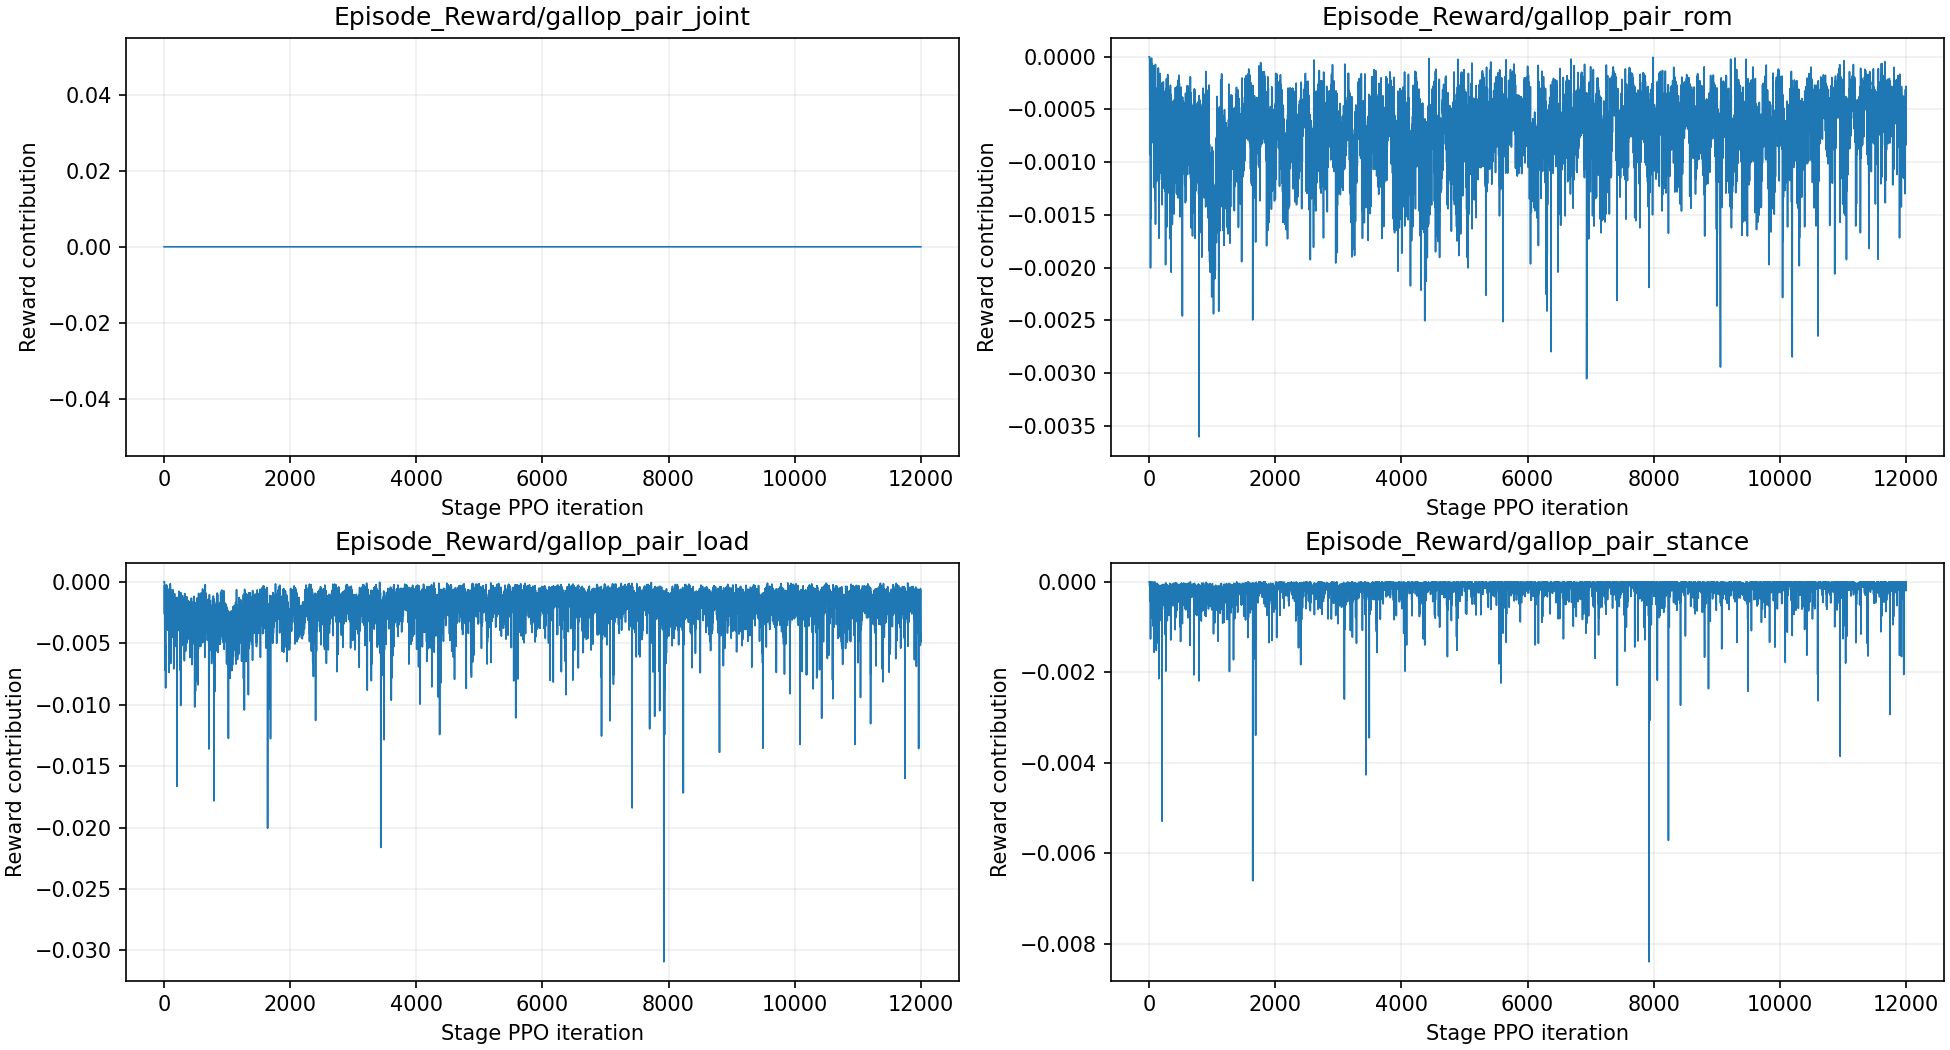 Episode_Reward/gallop_pair_joint
Reward contribution
0.04
0.02
0.00
−0.02
−0.04
0 2000 4000 6000 8000 10000 12000
Stage PPO iteration
Episode_Reward/gallop_pair_rom
Reward contribution
0.0000
−0.0005
−0.0010
−0.0015
−0.0020
−0.0025
−0.0030
−0.0035
0 2000 4000 6000 8000 10000 12000
Stage PPO iteration
Episode_Reward/gallop_pair_load
Reward contribution
0.000
−0.005
−0.010
−0.015
−0.020
−0.025
−0.030
0 2000 4000 6000 8000 10000 12000
Stage PPO iteration
Episode_Reward/gallop_pair_stance
Reward contribution
0.000
−0.002
−0.004
−0.006
−0.008
0 2000 4000 6000 8000 10000 12000
Stage PPO iteration